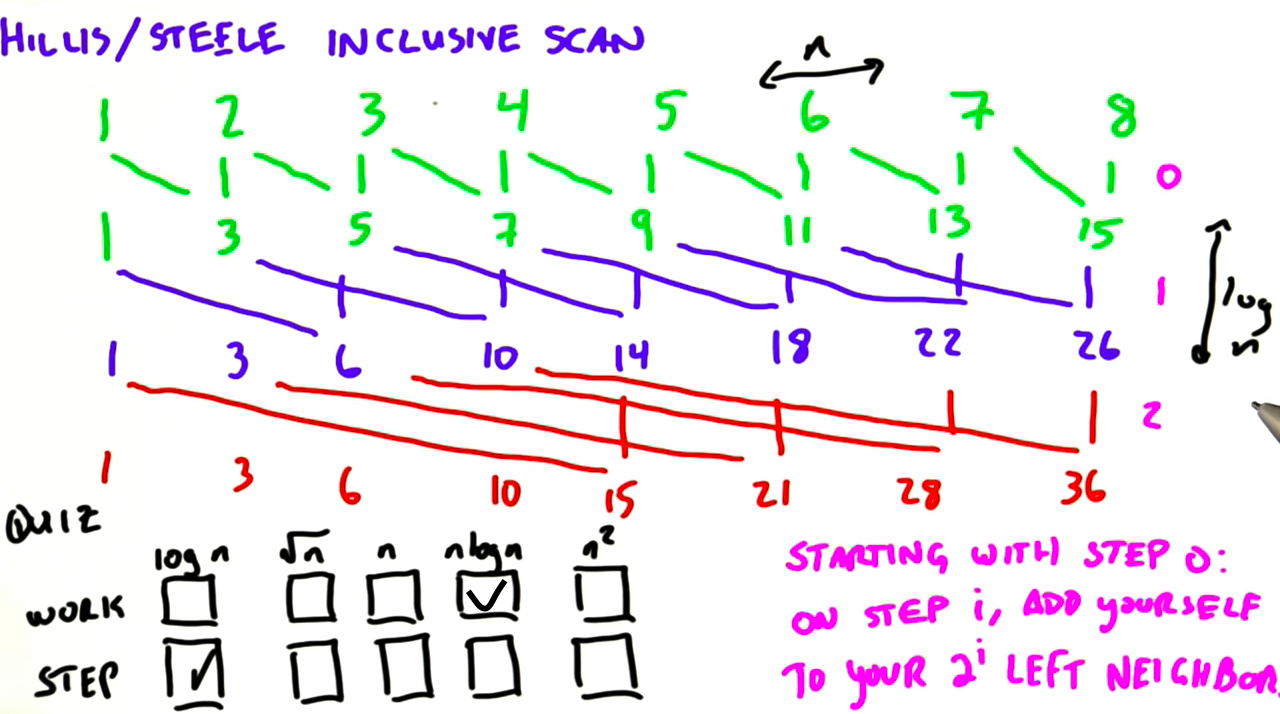 HILLIS/STEELE INCLUSIVE SCAN
n
1 2 3 4 5 6 7 8
0
1 3 5 7 9 11 13 15
1
log n
1 3 6 10 14 18 22 26
2
1 3 6 10 15 21 28 36
QUIZ
log n √n n n log n n²
WORK
STEP
STARTING WITH STEP 0:
ON STEP i, ADD YOURSELF
TO YOUR 2^i LEFT NEIGHBOR.